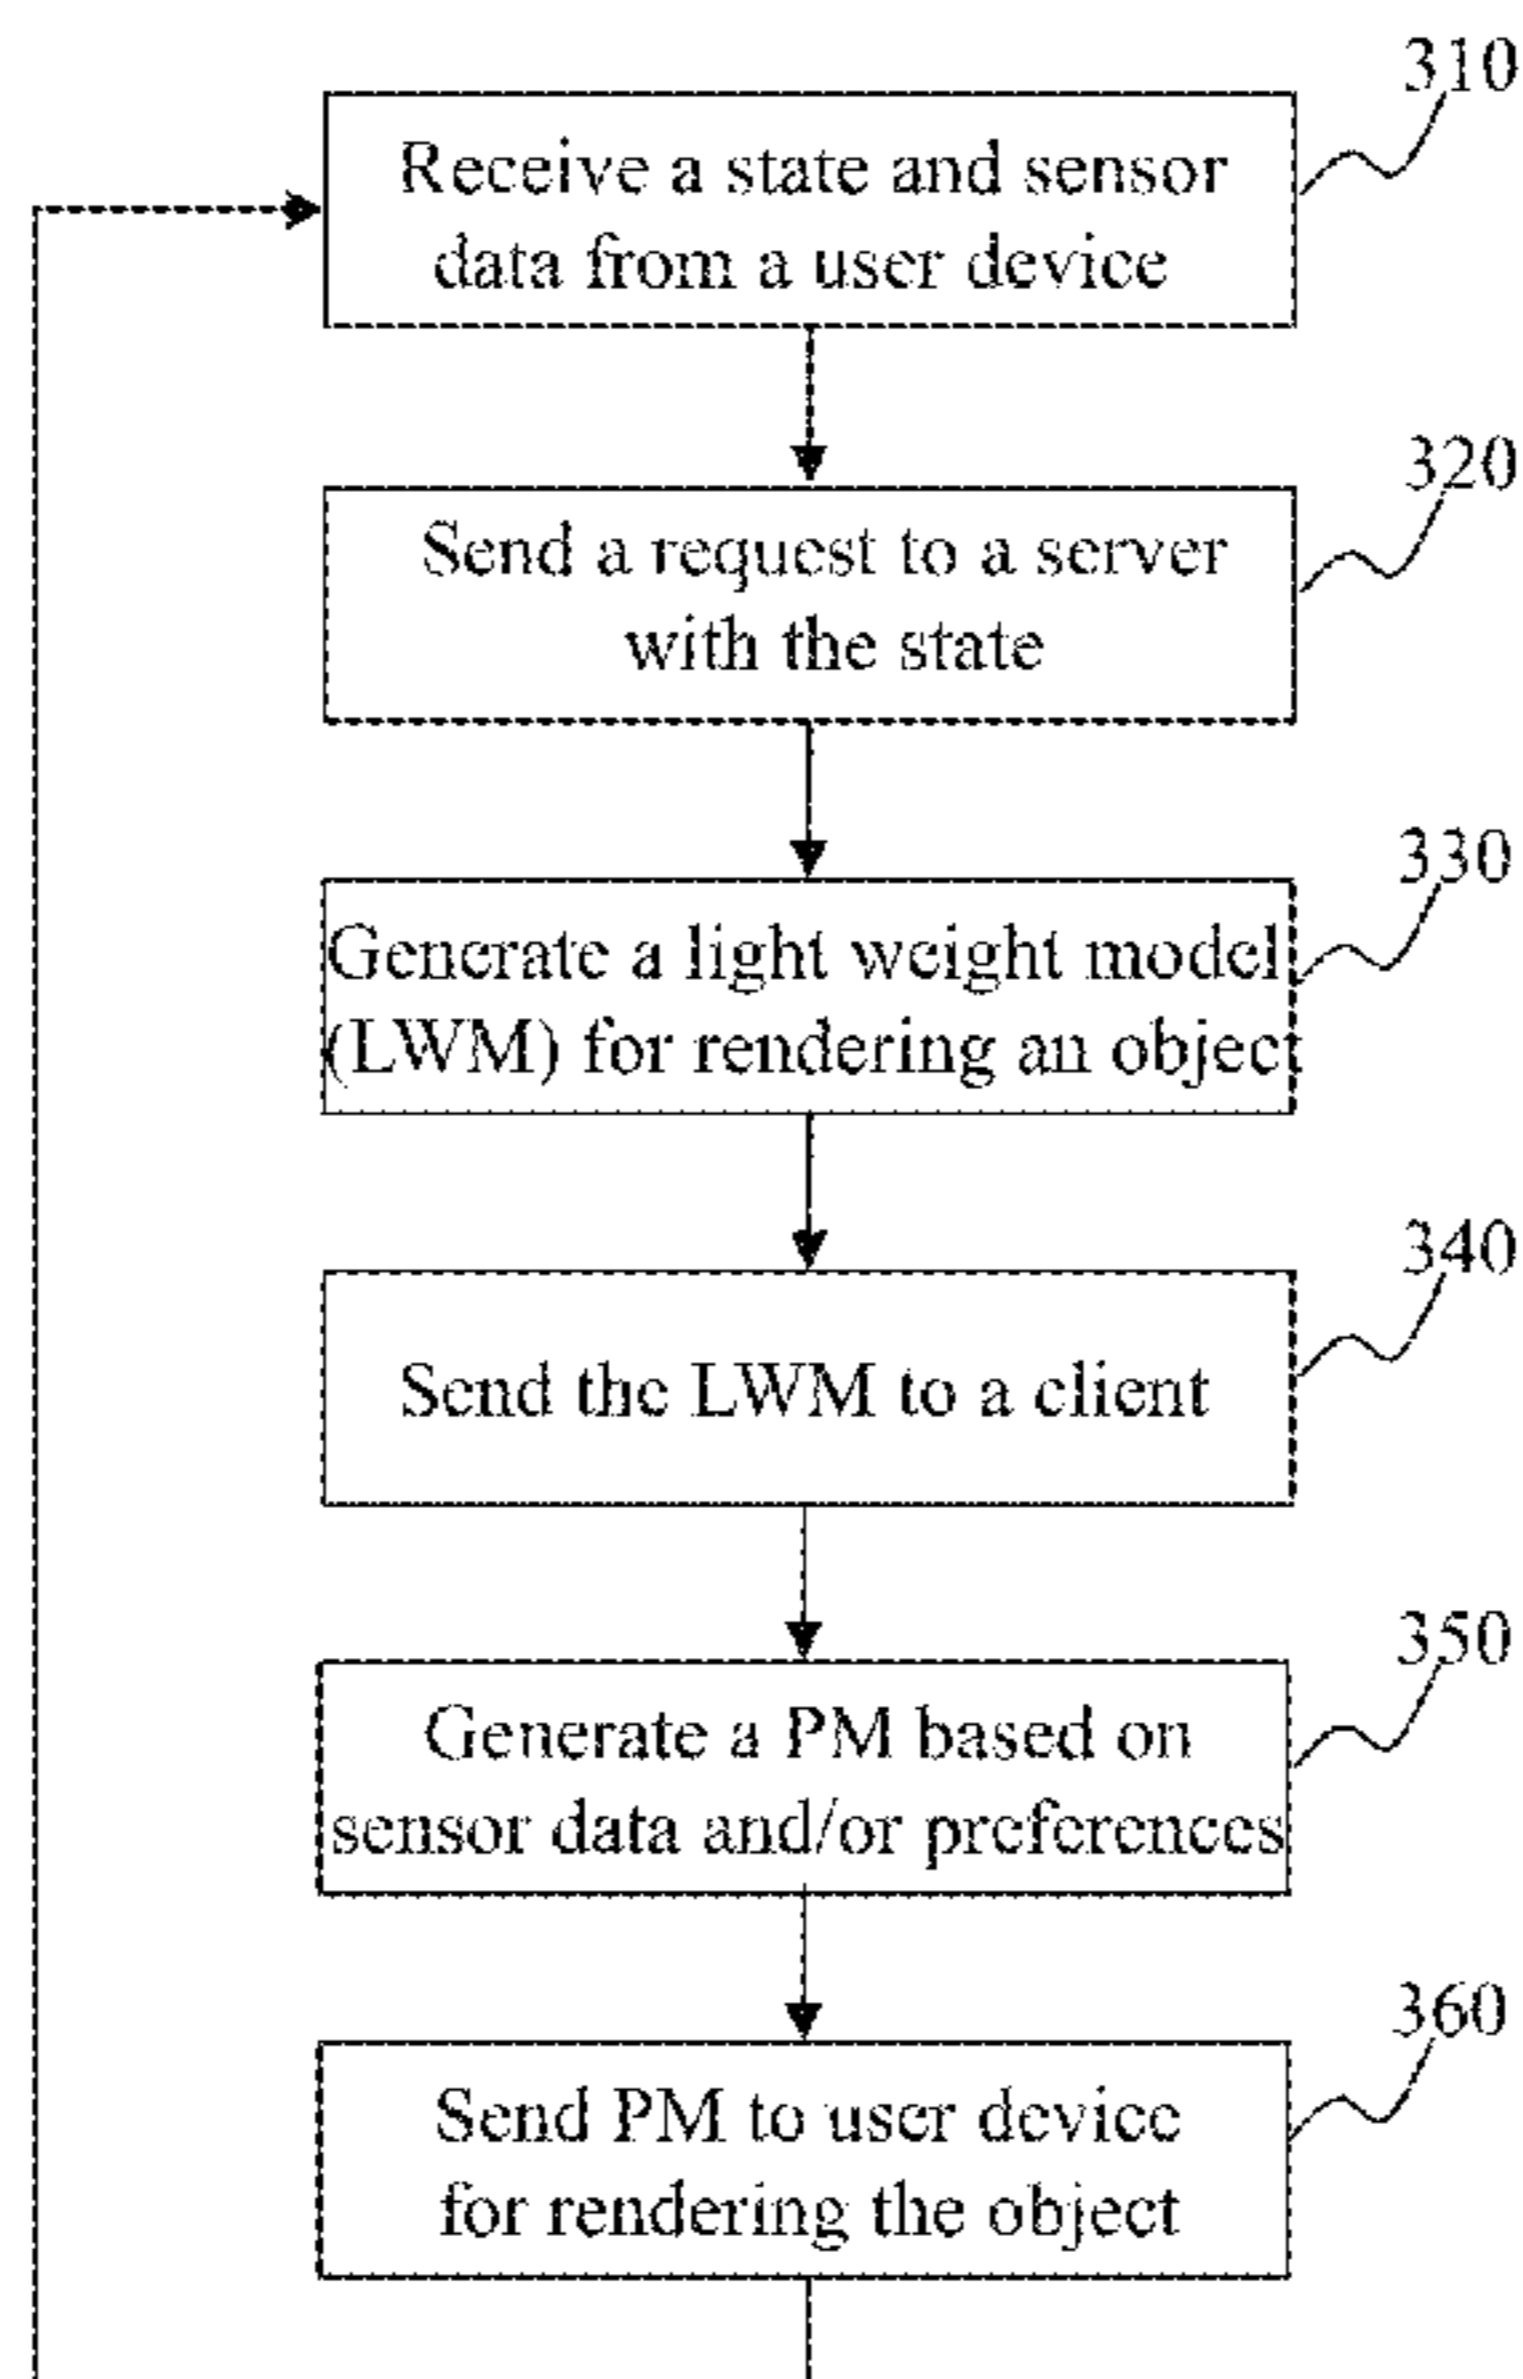 310
Receive a state and sensor
data from a user device
320
Send a request to a server
with the state
330
Generate a light weight model
(LWM) for rendering an object
340
Send the LWM to a client
350
Generate a PM based on
sensor data and/or preferences
360
Send PM to user device
for rendering the object